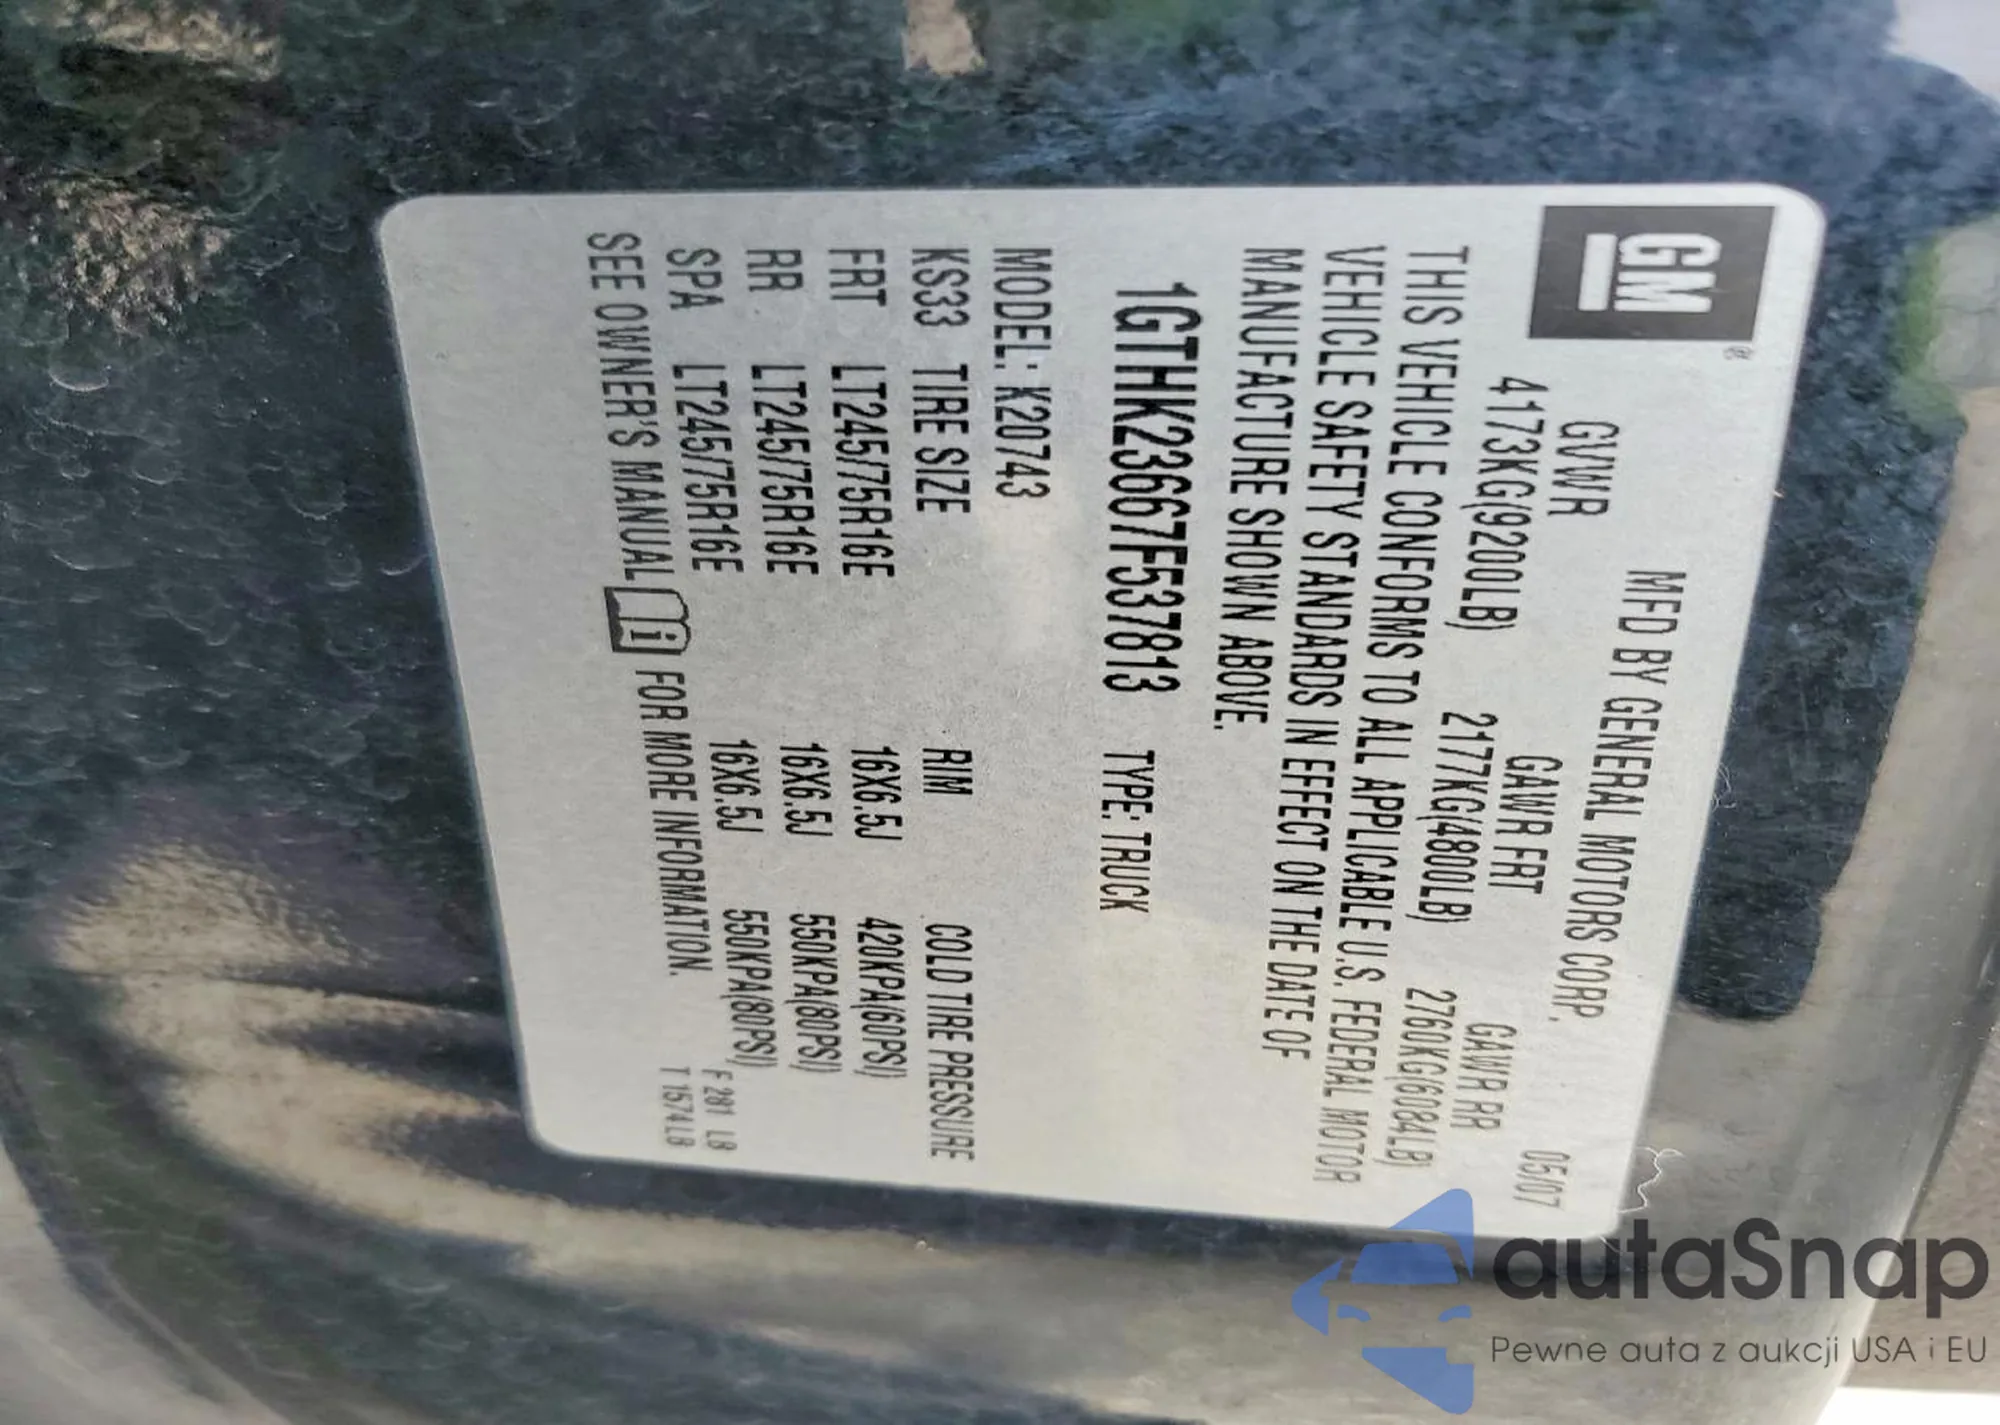 GM®
MFD BY GENERAL MOTORS CORP. 05/07
GVWR GAWR FRT GAWR RR
4173KG(9200LB) 2177KG(4800LB) 2760KG(6084LB)
THIS VEHICLE CONFORMS TO ALL APPLICABLE U.S. FEDERAL MOTOR
VEHICLE SAFETY STANDARDS IN EFFECT ON THE DATE OF
MANUFACTURE SHOWN ABOVE.
1GTHK23667F537813 TYPE: TRUCK
MODEL: K20743
KS33 TIRE SIZE RIM COLD TIRE PRESSURE
FRT LT245/75R16E 16X6.5J 420KPA(60PSI)
RR LT245/75R16E 16X6.5J 550KPA(80PSI)
SPA LT245/75R16E 16X6.5J 550KPA(80PSI)
SEE OWNER'S MANUAL i FOR MORE INFORMATION.
F 281 LB
T 1574LB
autaSnap
Pewne auta z aukcji USA i EU